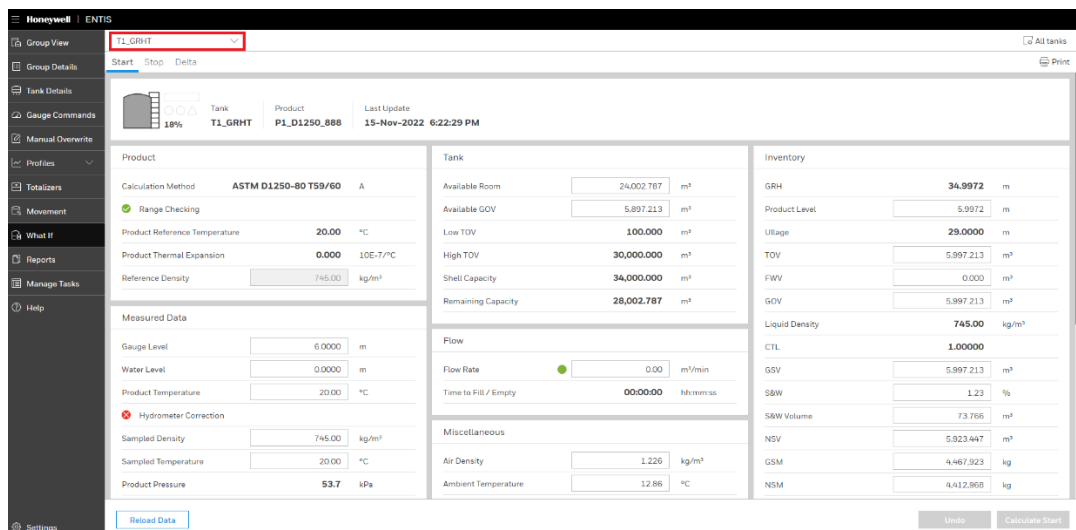 Honeywell | ENTIS
Group View
Group Details
Tank Details
Gauge Commands
Manual Overwrite
Profiles
Totalizers
Movement
What If
Reports
Manage Tasks
Help
Settings
T1_GRHT
All tanks
Start Stop Delta
Print
18%
Tank
T1_GRHT
Product
P1_D1250_888
Last Update
15-Nov-2022 6:22:29 PM
Product
Calculation Method ASTM D1250-80 T59/60 A
Range Checking
Product Reference Temperature 20.00 °C
Product Thermal Expansion 0.000 10E-7/°C
Reference Density 745.00 kg/m³
Measured Data
Gauge Level 6.0000 m
Water Level 0.0000 m
Product Temperature 20.00 °C
Hydrometer Correction
Sampled Density 745.00 kg/m³
Sampled Temperature 20.00 °C
Product Pressure 53.7 kPa
Tank
Available Room 24,002.787 m³
Available GOV 5,897.213 m³
Low TOV 100.000 m³
High TOV 30,000.000 m³
Shell Capacity 34,000.000 m³
Remaining Capacity 28,002.787 m³
Flow
Flow Rate 0.00 m³/min
Time to Fill / Empty 00:00:00 hh:mm:ss
Miscellaneous
Air Density 1.226 kg/m³
Ambient Temperature 12.86 °C
Inventory
GRH 34.9972 m
Product Level 5.9972 m
Ullage 29.0000 m
TOV 5,997.213 m³
FWV 0.000 m³
GOV 5,997.213 m³
Liquid Density 745.00 kg/m³
CTL 1.00000
GSV 5,997.213 m³
S&W 1.23 %
S&W Volume 73.766 m³
NSV 5,923.447 m³
GSM 4,467,923 kg
NSM 4,412,968 kg
Reload Data
Undo
Calculate Start